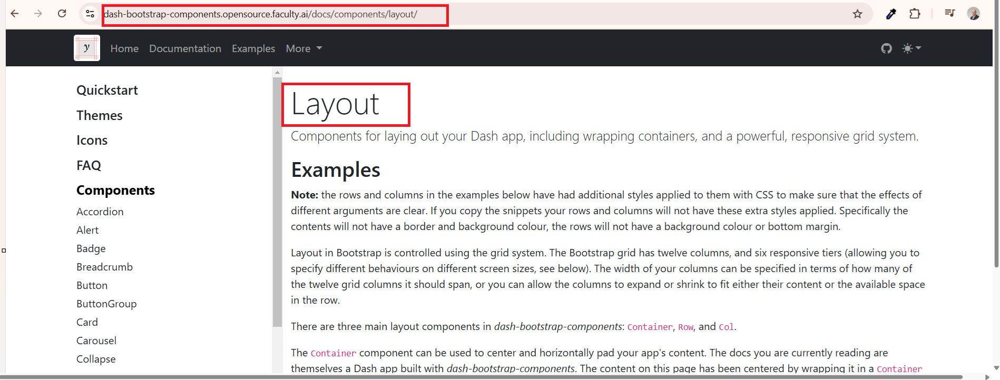 dash-bootstrap-components.opensource.faculty.ai/docs/components/layout/
y
Home
Documentation
Examples
More
Quickstart
Themes
Icons
FAQ
Components
Accordion
Alert
Badge
Breadcrumb
Button
ButtonGroup
Card
Carousel
Collapse
Layout
Components for laying out your Dash app, including wrapping containers, and a powerful, responsive grid system.
Examples
Note: the rows and columns in the examples below have had additional styles applied to them with CSS to make sure that the effects of
different arguments are clear. If you copy the snippets your rows and columns will not have these extra styles applied. Specifically the
contents will not have a border and background colour, the rows will not have a background colour or bottom margin.
Layout in Bootstrap is controlled using the grid system. The Bootstrap grid has twelve columns, and six responsive tiers (allowing you to
specify different behaviours on different screen sizes, see below). The width of your columns can be specified in terms of how many of
the twelve grid columns it should span, or you can allow the columns to expand or shrink to fit either their content or the available space
in the row.
There are three main layout components in dash-bootstrap-components: Container, Row, and Col.
The Container component can be used to center and horizontally pad your app's content. The docs you are currently reading are
themselves a Dash app built with dash-bootstrap-components. The content on this page has been centered by wrapping it in a Container